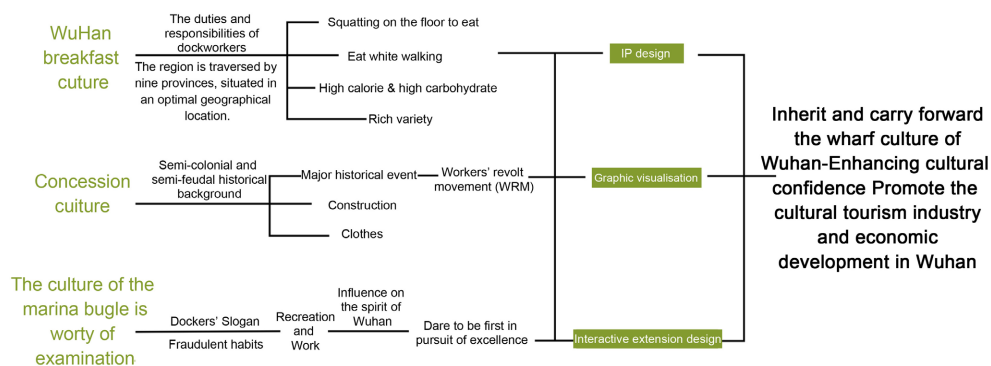 WuHan
breakfast
cuture
The duties and
responsibilities of
dockworkers
The region is traversed by
nine provinces, situated in
an optimal geographical
location.
Squatting on the floor to eat
Eat white walking
High calorie & high carbohydrate
Rich variety
Concession
cuiture
Semi-colonial and
semi-feudal historical
background
Major historical event
Workers’ revolt
movement (WRM)
Construction
Clothes
The culture of the
marina bugle is
worty of
examination
Dockers’ Slogan
Fraudulent habits
Recreation
and
Work
Influence on
the spirit of
Wuhan
Dare to be first in
pursuit of excellence
IP design
Graphic visualisation
Interactive extension design
Inherit and carry forward
the wharf culture of
Wuhan-Enhancing cultural
confidence Promote the
cultural tourism industry
and economic
development in Wuhan